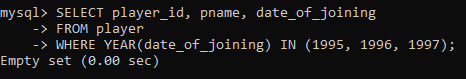 mysql> SELECT player_id, pname, date_of_joining
    -> FROM player
    -> WHERE YEAR(date_of_joining) IN (1995, 1996, 1997);
Empty set (0.00 sec)